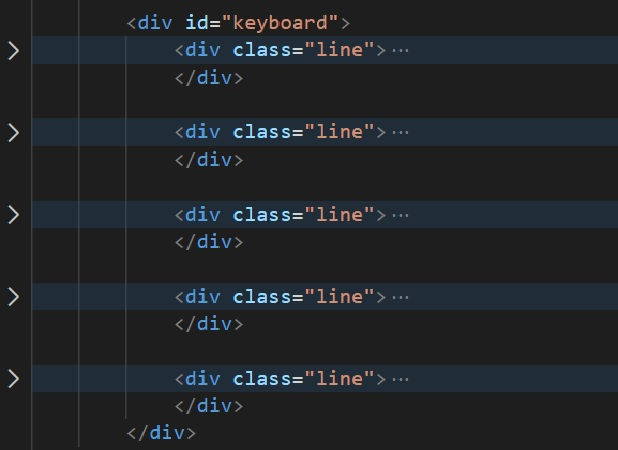 <div id="keyboard">
<div class="line">···
</div>
<div class="line">···
</div>
<div class="line">···
</div>
<div class="line">···
</div>
<div class="line">···
</div>
</div>